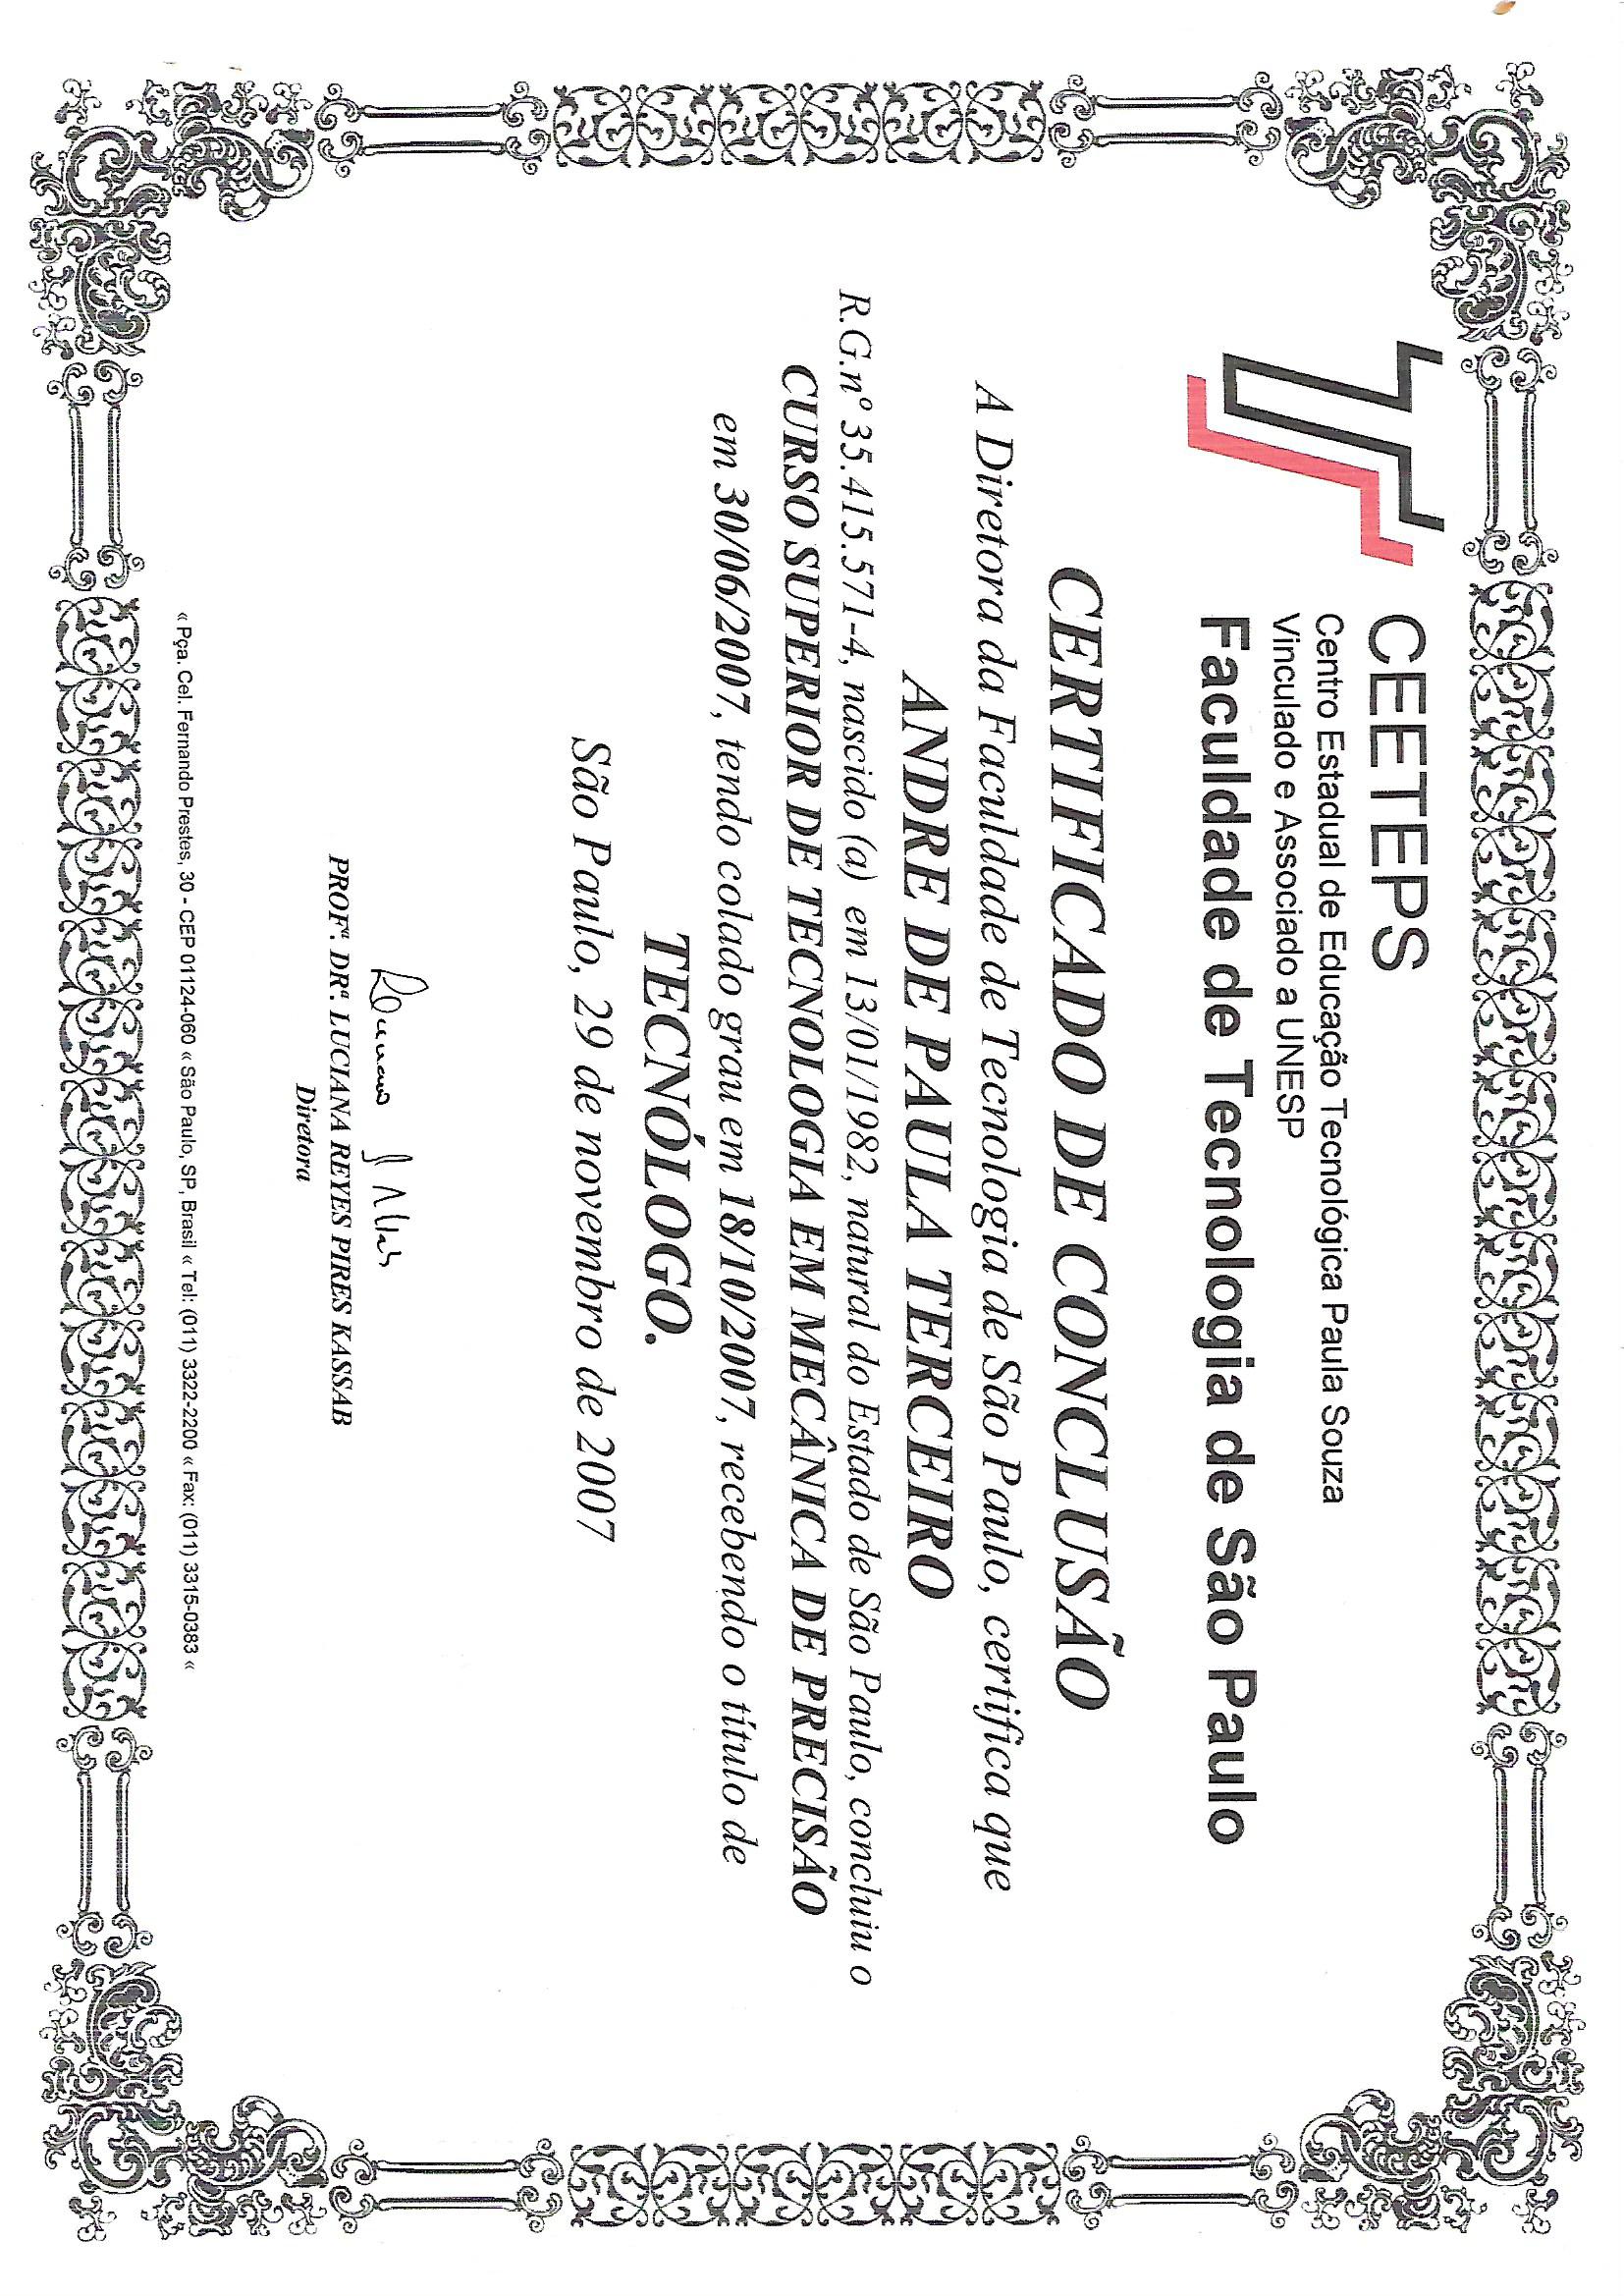 CEETEPS
Centro Estadual de Educação Tecnológica Paula Souza
Vinculado e Associado a UNESP
Faculdade de Tecnologia de São Paulo
CERTIFICADO DE CONCLUSÃO
A Diretora da Faculdade de Tecnologia de São Paulo, certifica que
ANDRE DE PAULA TERCEIRO
R.G.nº 35.415.571-4, nascido (a) em 13/01/1982, natural do Estado de São Paulo, concluiu o
CURSO SUPERIOR DE TECNOLOGIA EM MECÂNICA DE PRECISÃO
em 30/06/2007, tendo colado grau em 18/10/2007, recebendo o título de
TECNÓLOGO.
São Paulo, 29 de novembro de 2007
PROFª. DRª. LUCIANA REYES PIRES KASSAB
Diretora
« Pça. Cel. Fernando Prestes, 30 - CEP 01124-060 « São Paulo, SP, Brasil « Tel: (011) 3322-2200 « Fax: (011) 3315-0383 «